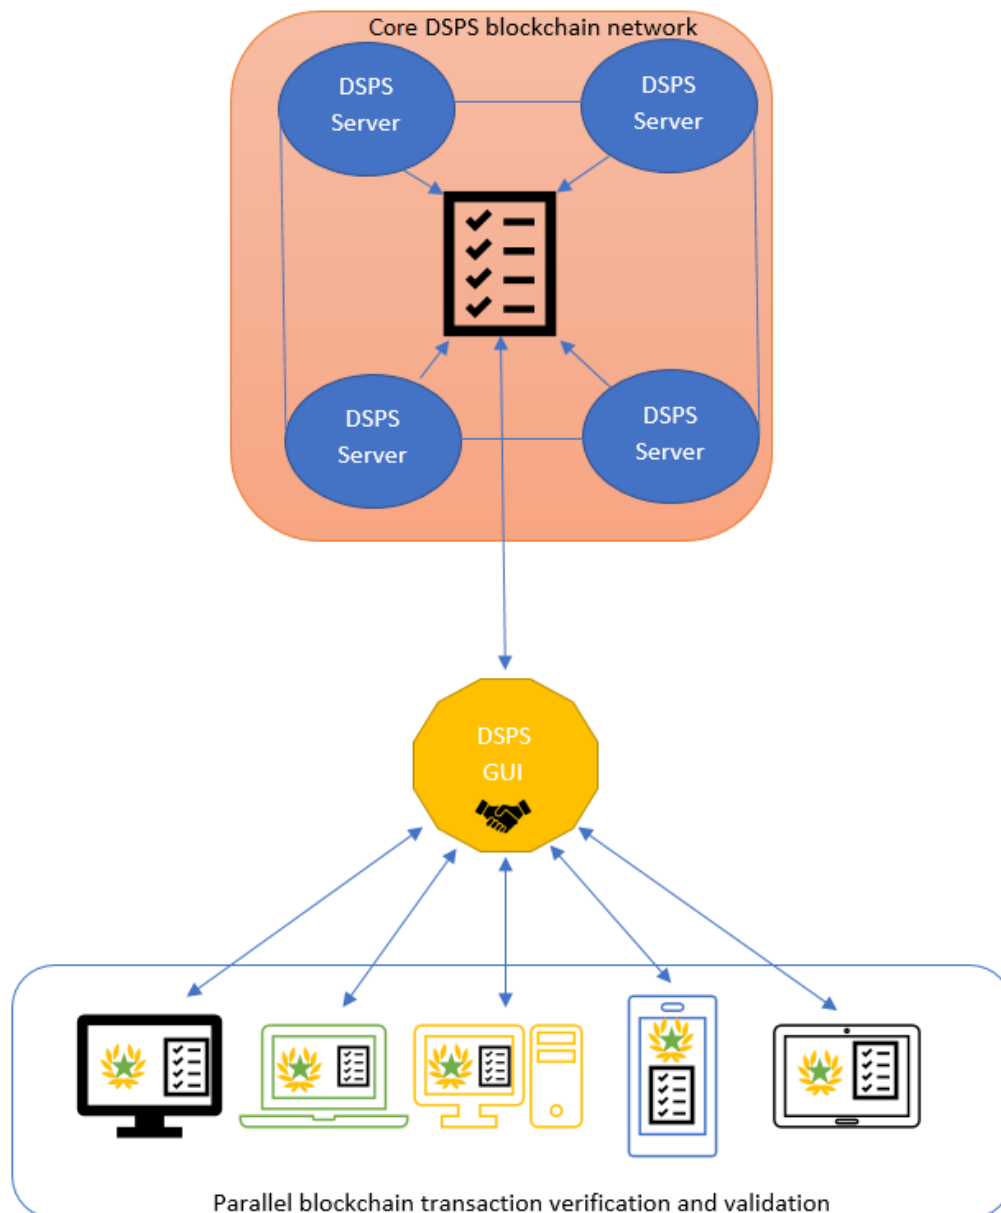 Core DSPS blockchain network
DSPS
Server
DSPS
Server
DSPS
Server
DSPS
Server
DSPS
GUI
Parallel blockchain transaction verification and validation